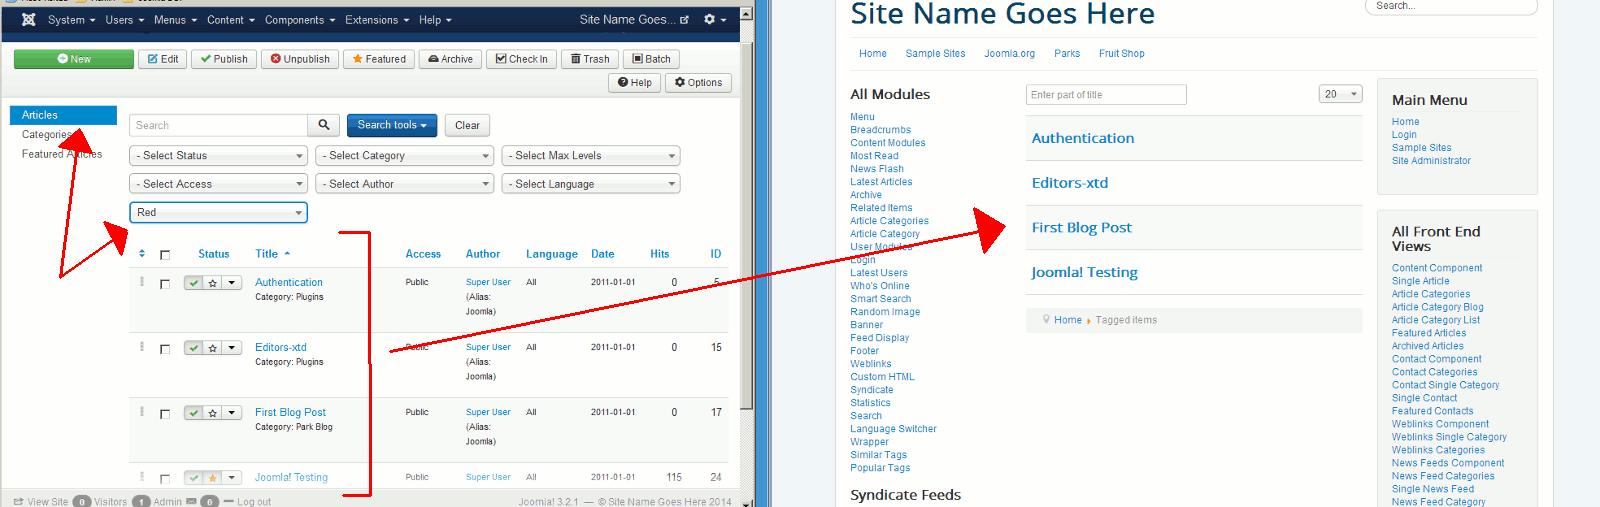 System Users Menus Content Components Extensions Help Site Name Goes...
New Edit Publish Unpublish Featured Archive Check In Trash Batch
Help Options
Articles
Categories
Featured Articles
Search Search tools Clear
- Select Status - Select Category - Select Max Levels
- Select Access - Select Author - Select Language
Red
Status Title Access Author Language Date Hits ID
Authentication Public Super User All 2011-01-01 0 5
Category: Plugins (Alias:
Joomla)
Editors-xtd Public Super User All 2011-01-01 0 15
Category: Plugins (Alias:
Joomla)
First Blog Post Public Super User All 2011-01-01 0 17
Category: Park Blog (Alias:
Joomla)
Joomla! Testing Public Super User All 2011-01-01 115 24
View Site 0 Visitors 1 Admin 0 Log out Joomla! 3.2.1 — © Site Name Goes Here 2014
Site Name Goes Here
Search...
Home Sample Sites Joomla.org Parks Fruit Shop
All Modules
Menu
Breadcrumbs
Content Modules
Most Read
News Flash
Latest Articles
Archive
Related Items
Article Categories
Article Category
User Modules
Login
Latest Users
Who's Online
Smart Search
Random Image
Banner
Feed Display
Footer
Weblinks
Custom HTML
Syndicate
Statistics
Search
Language Switcher
Wrapper
Similar Tags
Popular Tags
Syndicate Feeds
Enter part of title 20
Authentication
Editors-xtd
First Blog Post
Joomla! Testing
Home Tagged items
Main Menu
Home
Login
Sample Sites
Site Administrator
All Front End
Views
Content Component
Single Article
Article Categories
Article Category Blog
Article Category List
Featured Articles
Archived Articles
Contact Component
Contact Categories
Contact Single Category
Single Contact
Featured Contacts
Weblinks Component
Weblinks Single Category
Weblinks Categories
News Feeds Component
News Feed Categories
Single News Feed
News Feed Category